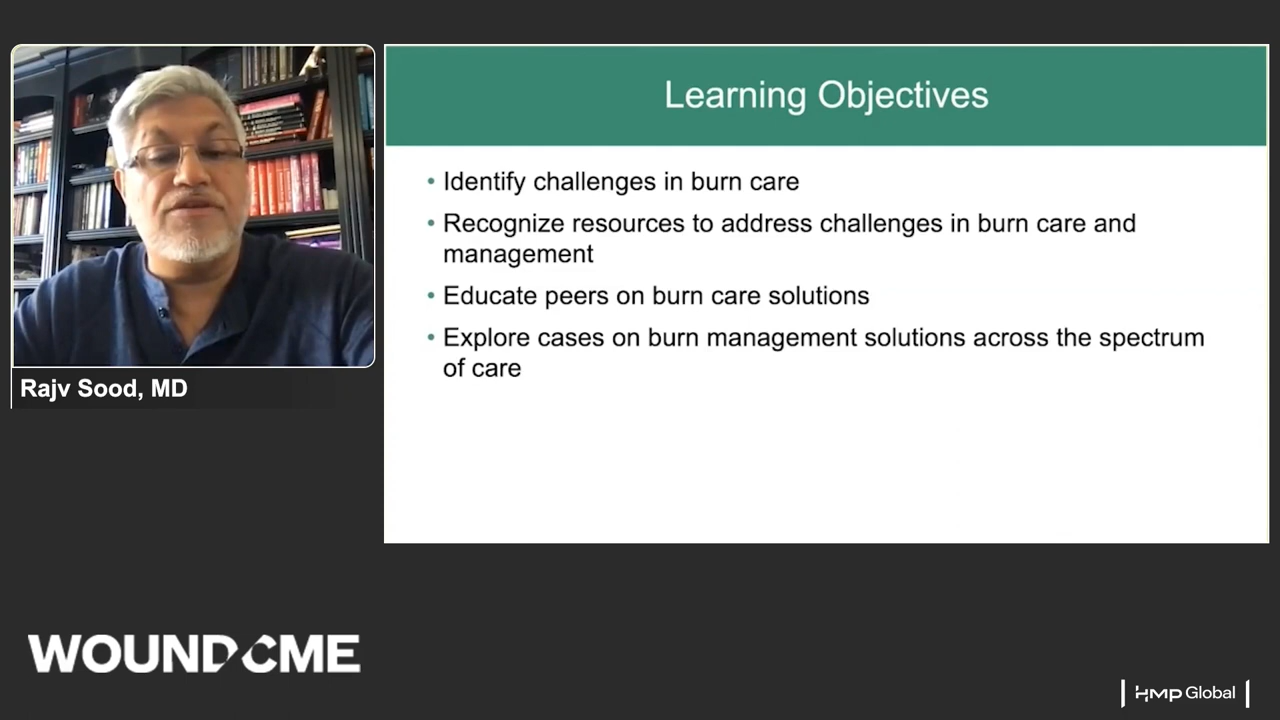 Learning Objectives
• Identify challenges in burn care
• Recognize resources to address challenges in burn care and
management
• Educate peers on burn care solutions
• Explore cases on burn management solutions across the spectrum
of care
Rajv Sood, MD
WOUNDCME
HMP Global